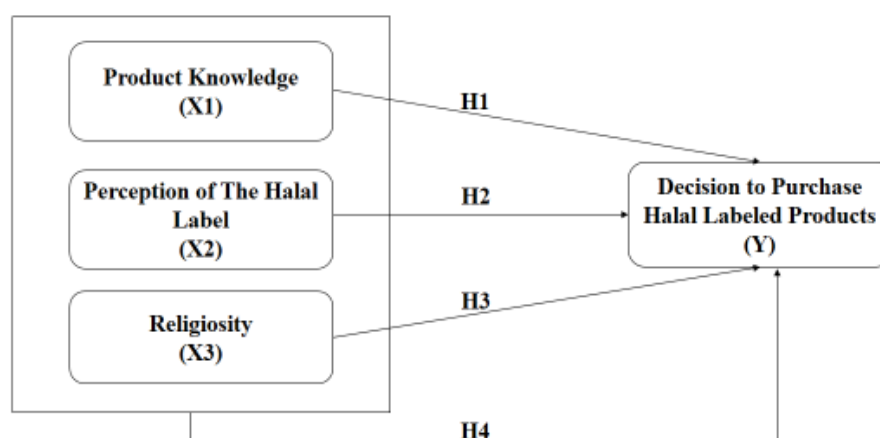 Product Knowledge
(X1)
H1
Perception of The Halal
Label
(X2)
H2
Decision to Purchase
Halal Labeled Products
(Y)
Religiosity
(X3)
H3
H4